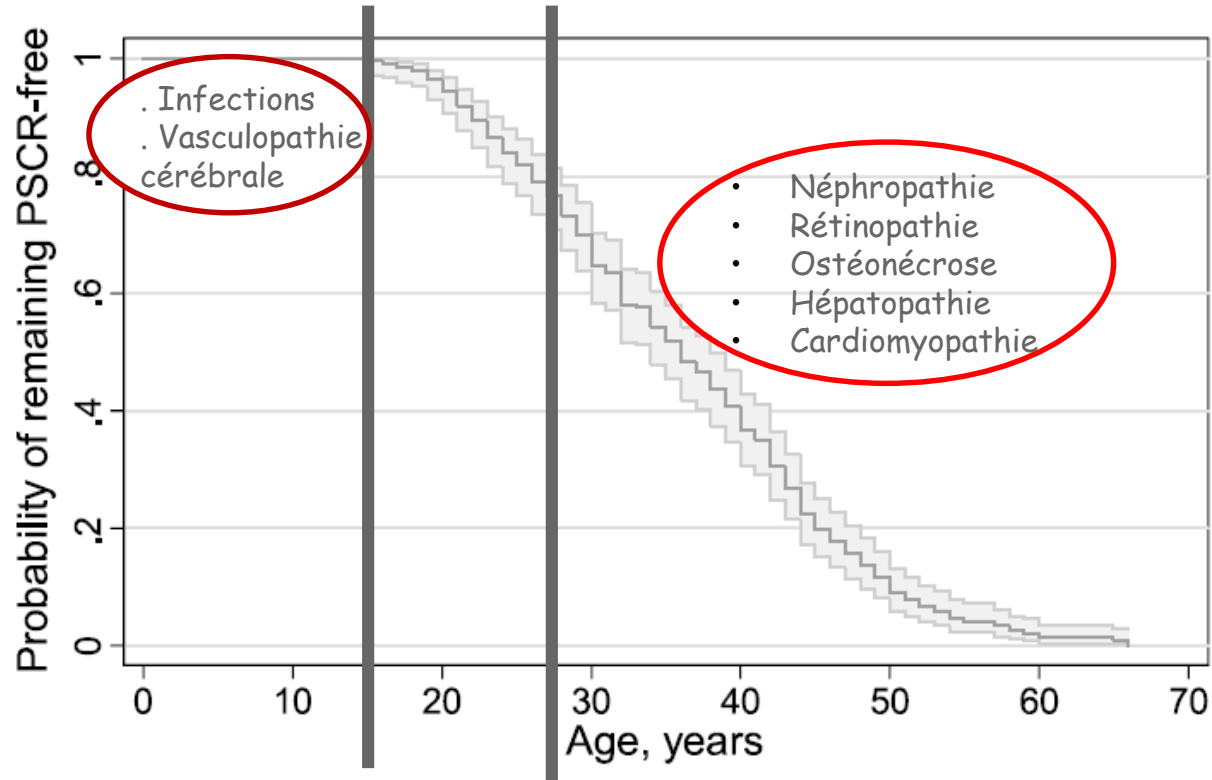 Probability of remaining PSCR-free
1
.8
.6
.4
.2
0
. Infections
. Vasculopathie
cérébrale
• Néphropathie
• Rétinopathie
• Ostéonécrose
• Hépatopathie
• Cardiomyopathie
0 10 20 30 40 50 60 70
Age, years